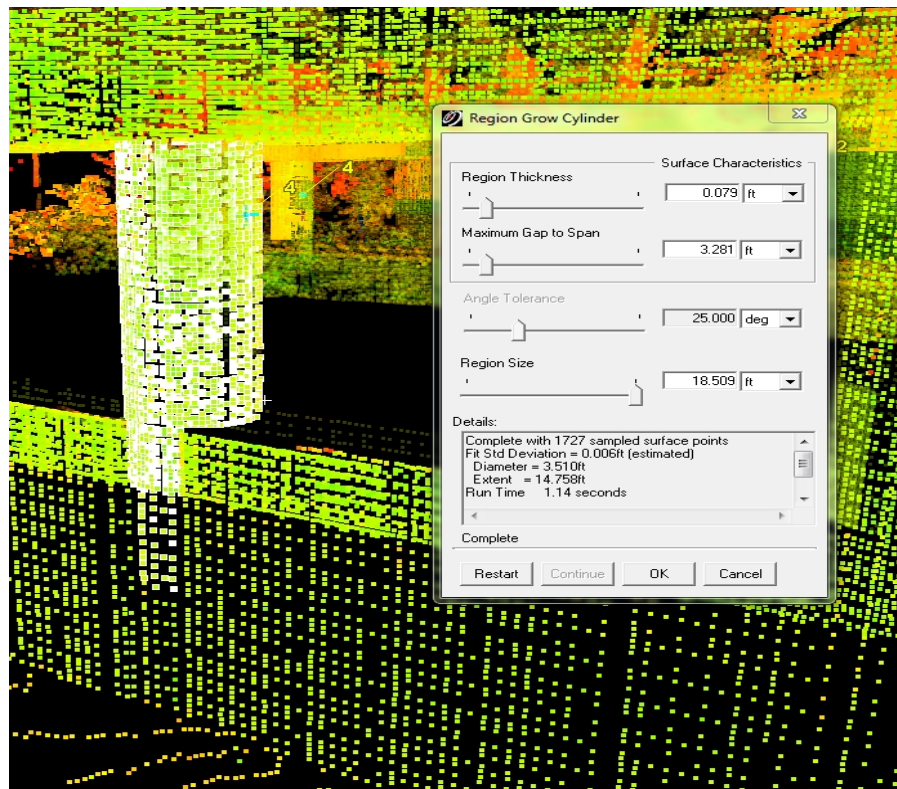 Region Grow Cylinder
Surface Characteristics
Region Thickness
0.079 ft
Maximum Gap to Span
3.281 ft
Angle Tolerance
25.000 deg
Region Size
18.509 ft
Details:
Complete with 1727 sampled surface points
Fit Std Deviation = 0.006ft (estimated)
Diameter = 3.510ft
Extent = 14.758ft
Run Time 1.14 seconds
Complete
Restart Continue OK Cancel
4
4
2